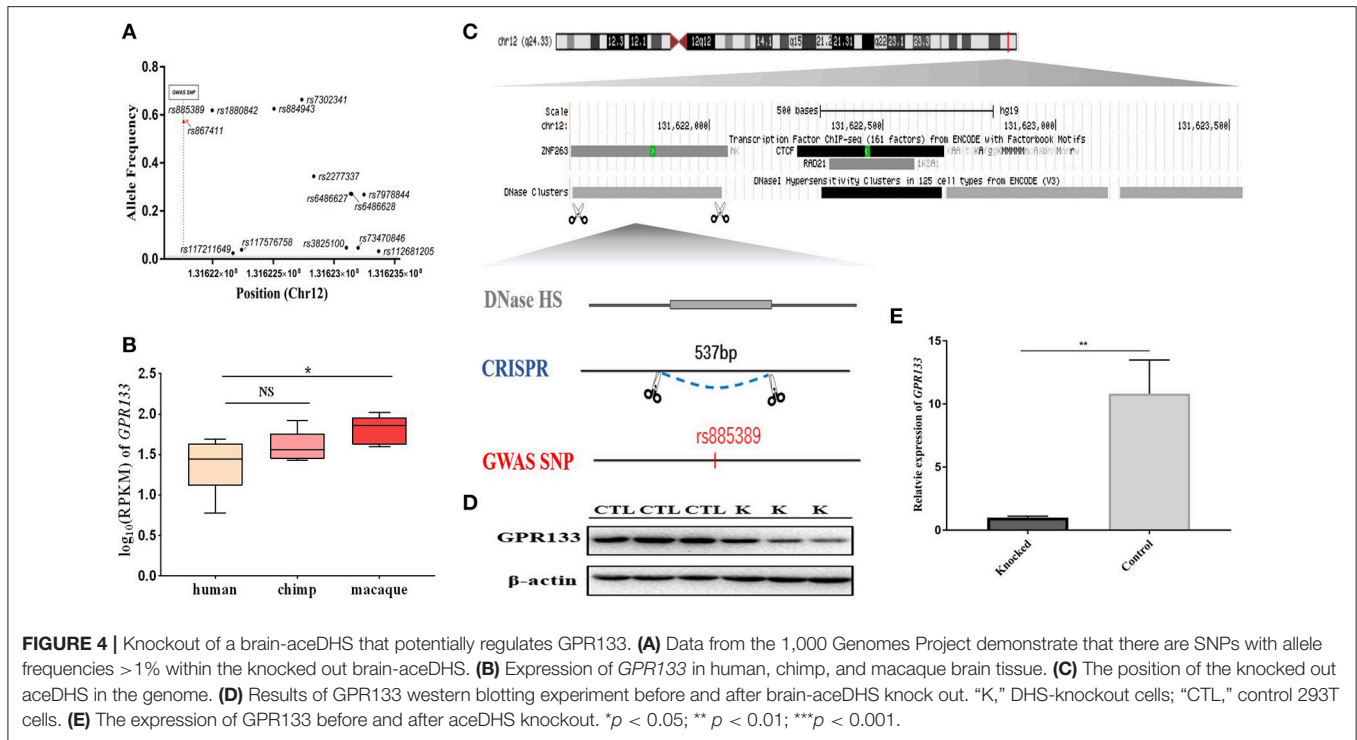 A
GWAS SNP
rs885389
rs867411
rs1880842
rs884943
rs7302341
rs2277337
rs6486627
rs6486628
rs7978844
rs117211649
rs117576758
rs3825100
rs73470846
rs112681205
Allele Frequency
0.8
0.6
0.4
0.2
0.0
1.31622×10⁸
1.316225×10⁸
1.31623×10⁸
1.316235×10⁸
Position (Chr12)
B
log₁₀(RPKM) of GPR133
2.5
2.0
1.5
1.0
0.5
0.0
NS
*
human chimp macaque
C
chr12 (q24.33) 12.3 12.1 12q12 14.1 q15 21.2 21.31 q22 23.1 23.3
Scale 500 bases hg19
chr12: 131,622,000 131,622,500 131,623,000 131,623,500
Transcription Factor ChIP-seq (161 factors) from ENCODE with Factorbook Motifs
ZNF263 CTCF
RAD21
DNaseI Hypersensitivity Clusters in 125 cell types from ENCODE (V3)
DNase Clusters
DNase HS
537bp
CRISPR
rs885389
GWAS SNP
D
CTL CTL CTL K K K
GPR133
β-actin
E
Relatvie expression of GPR133
15
10
5
0
**
Knocked
Control
FIGURE 4 | Knockout of a brain-aceDHS that potentially regulates GPR133. (A) Data from the 1,000 Genomes Project demonstrate that there are SNPs with allele
frequencies >1% within the knocked out brain-aceDHS. (B) Expression of GPR133 in human, chimp, and macaque brain tissue. (C) The position of the knocked out
aceDHS in the genome. (D) Results of GPR133 western blotting experiment before and after brain-aceDHS knock out. “K,” DHS-knockout cells; “CTL,” control 293T
cells. (E) The expression of GPR133 before and after aceDHS knockout. *p < 0.05; ** p < 0.01; ***p < 0.001.